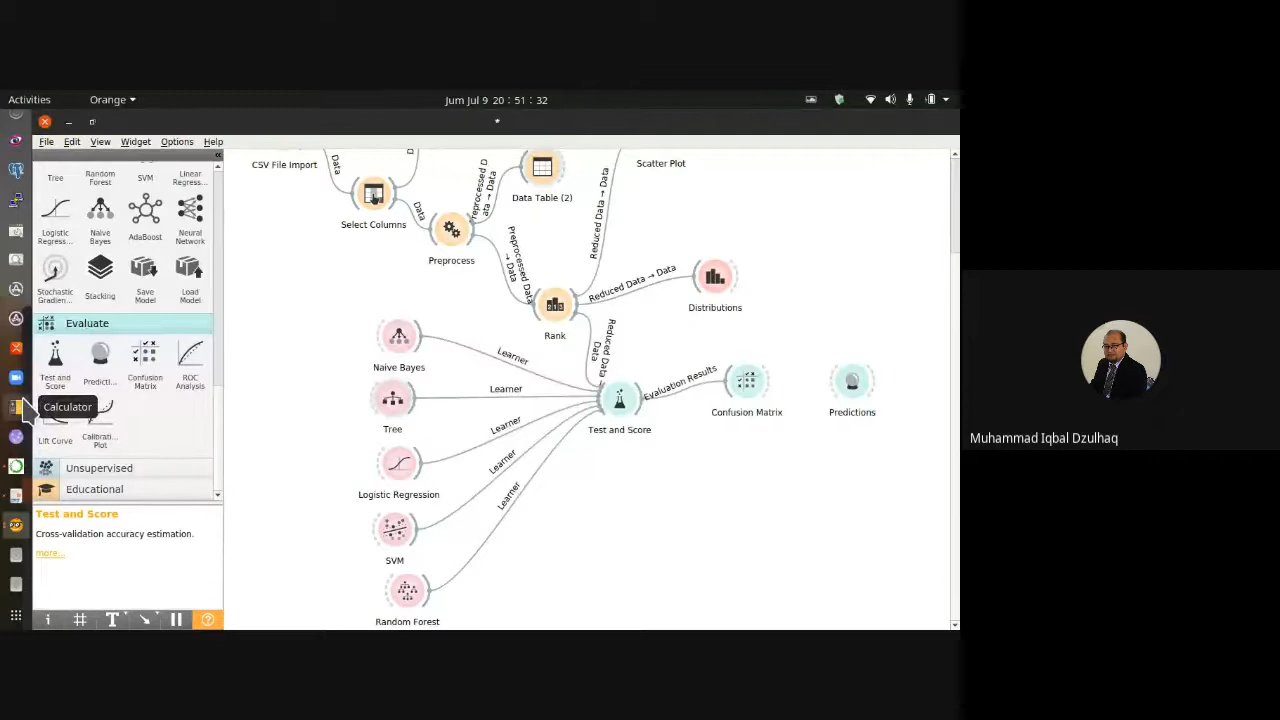 Activities
Orange
Jum Jul 9 20:51:32
*
File Edit View Widget Options Help
«
Tree
Random
Forest
SVM
Linear
Regress...
Logistic
Regress...
Naive
Bayes
AdaBoost
Neural
Network
Stochastic
Gradien...
Stacking
Save
Model
Load
Model
Evaluate
Test and
Score
Predicti...
Confusion
Matrix
ROC
Analysis
Calculator
Lift Curve
Calibrati...
Plot
Unsupervised
Educational
Test and Score
Cross-validation accuracy estimation.
more...
CSV File Import
Data
D
Select Columns
Data
Preprocess
reprocessed D
ata → Data
Data Table (2)
Scatter Plot
Preprocessed Data
→ Data
Reduced Data → Data
Rank
Reduced Data → Data
Distributions
Reduced Data →
Data
Naive Bayes
Learner
Tree
Learner
Logistic Regression
Learner
SVM
Learner
Random Forest
Learner
Test and Score
Evaluation Results
Confusion Matrix
Predictions
Muhammad Iqbal Dzulhaq